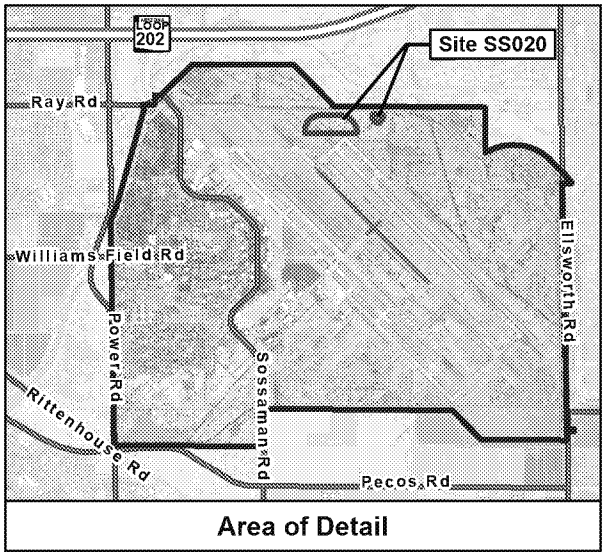 ARIZONA
LOOP
202
Site SS020
Ray Rd
Williams Field Rd
Ellsworth Rd
Power Rd
Sossaman Rd
Rittenhouse Rd
Pecos Rd
Area of Detail